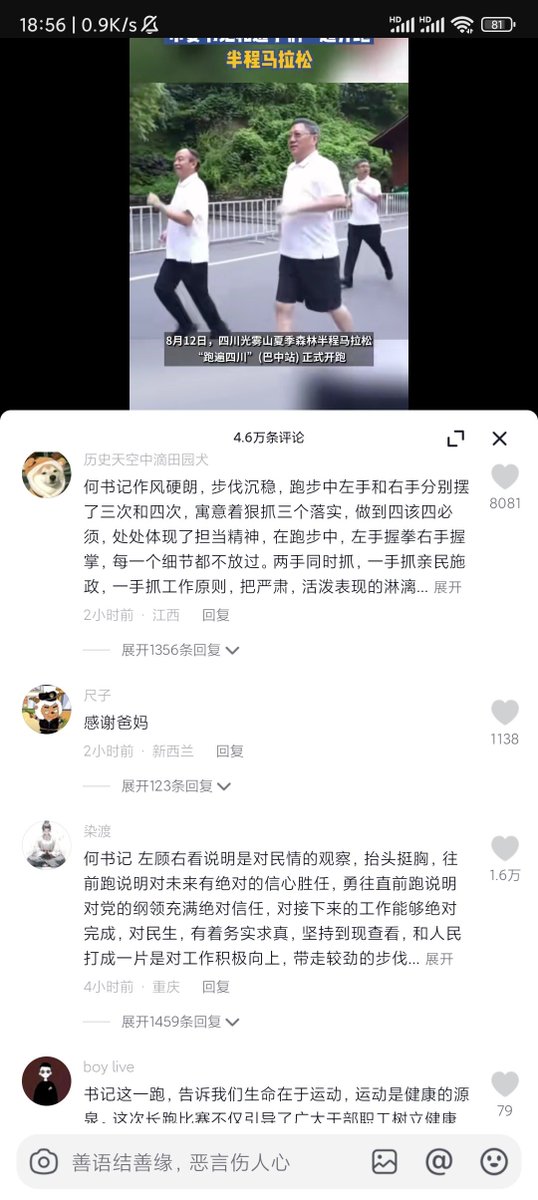 18:56 | 0.9K/s
HD HD 81
半程马拉松
8月12日，四川光雾山夏季森林半程马拉松
“跑遍四川”(巴中站) 正式开跑
4.6万条评论
历史天空中滴田园犬
何书记作风硬朗，步伐沉稳，跑步中左手和右手分别摆
了三次和四次，寓意着狠抓三个落实，做到四该四必
须，处处体现了担当精神，在跑步中，左手握拳右手握
掌，每一个细节都不放过。两手同时抓，一手抓亲民施
政，一手抓工作原则，把严肃，活泼表现的淋漓... 展开
8081
2小时前 · 江西 回复
展开1356条回复
尺子
感谢爸妈
1138
2小时前 · 新西兰 回复
展开123条回复
染渡
何书记 左顾右看说明是对民情的观察，抬头挺胸，往
前跑说明对未来有绝对的信心胜任，勇往直前跑说明
对党的纲领充满绝对信任，对接下来的工作能够绝对
完成，对民生，有着务实求真，坚持到现查看，和人民
打成一片是对工作积极向上，带走较劲的步伐... 展开
1.6万
4小时前 · 重庆 回复
展开1459条回复
boy live
书记这一跑，告诉我们生命在于运动，运动是健康的源
泉。这次长跑比赛不仅引导了广大干部职工树立健康
79
善语结善缘，恶言伤人心